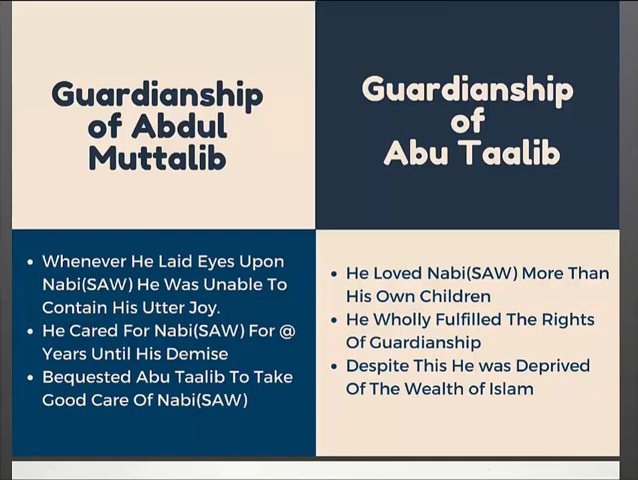 Guardianship
of Abdul
Muttalib
Guardianship
of
Abu Taalib
• Whenever He Laid Eyes Upon
Nabi(SAW) He Was Unable To
Contain His Utter Joy.
• He Cared For Nabi(SAW) For @
Years Until His Demise
• Bequested Abu Taalib To Take
Good Care Of Nabi(SAW)
• He Loved Nabi(SAW) More Than
His Own Children
• He Wholly Fulfilled The Rights
Of Guardianship
• Despite This He was Deprived
Of The Wealth of Islam